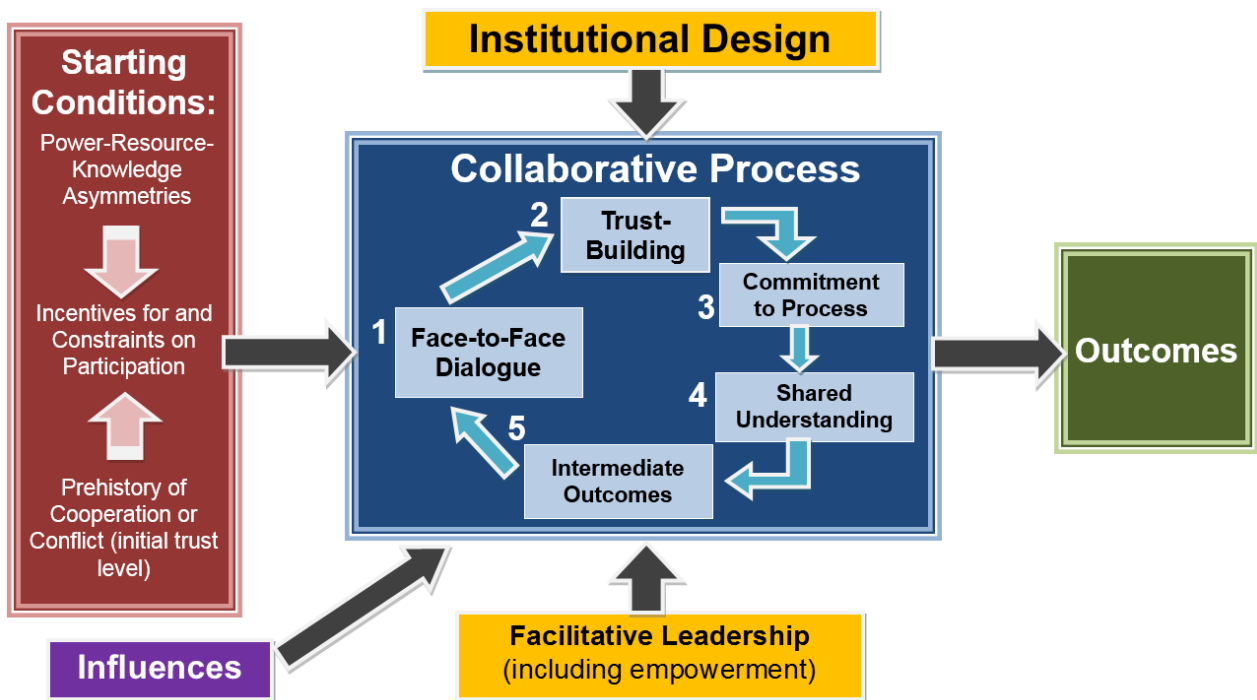 Starting
Conditions:
Power-Resource-
Knowledge
Asymmetries
Incentives for and
Constraints on
Participation
Prehistory of
Cooperation or
Conflict (initial trust
level)
Institutional Design
Collaborative Process
1
Face-to-Face
Dialogue
2
Trust-
Building
3
Commitment
to Process
4
Shared
Understanding
5
Intermediate
Outcomes
Outcomes
Influences
Facilitative Leadership
(including empowerment)